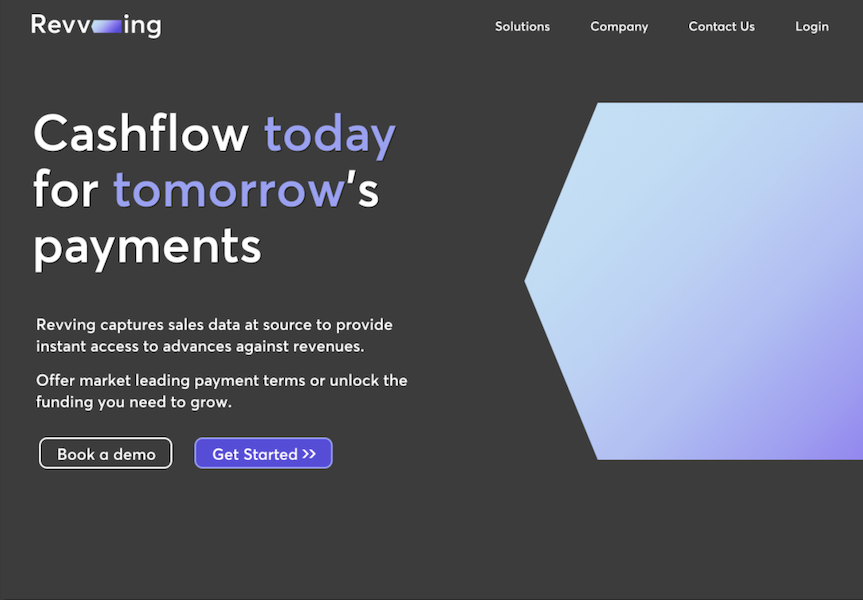 Revving
Solutions
Company
Contact Us
Login
Cashflow today
for tomorrow's
payments
Revving captures sales data at source to provide
instant access to advances against revenues.
Offer market leading payment terms or unlock the
funding you need to grow.
Book a demo
Get Started >>